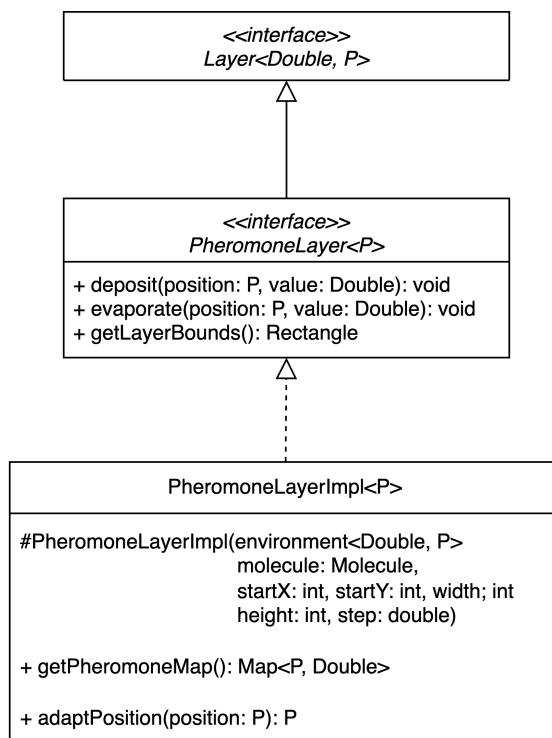 <<interface>>
Layer<Double, P>
<<interface>>
PheromoneLayer<P>
+ deposit(position: P, value: Double): void
+ evaporate(position: P, value: Double): void
+ getLayerBounds(): Rectangle
PheromoneLayerImpl<P>
#PheromoneLayerImpl(environment<Double, P>
molecule: Molecule,
startX: int, startY: int, width; int
height: int, step: double)
+ getPheromoneMap(): Map<P, Double>
+ adaptPosition(position: P): P